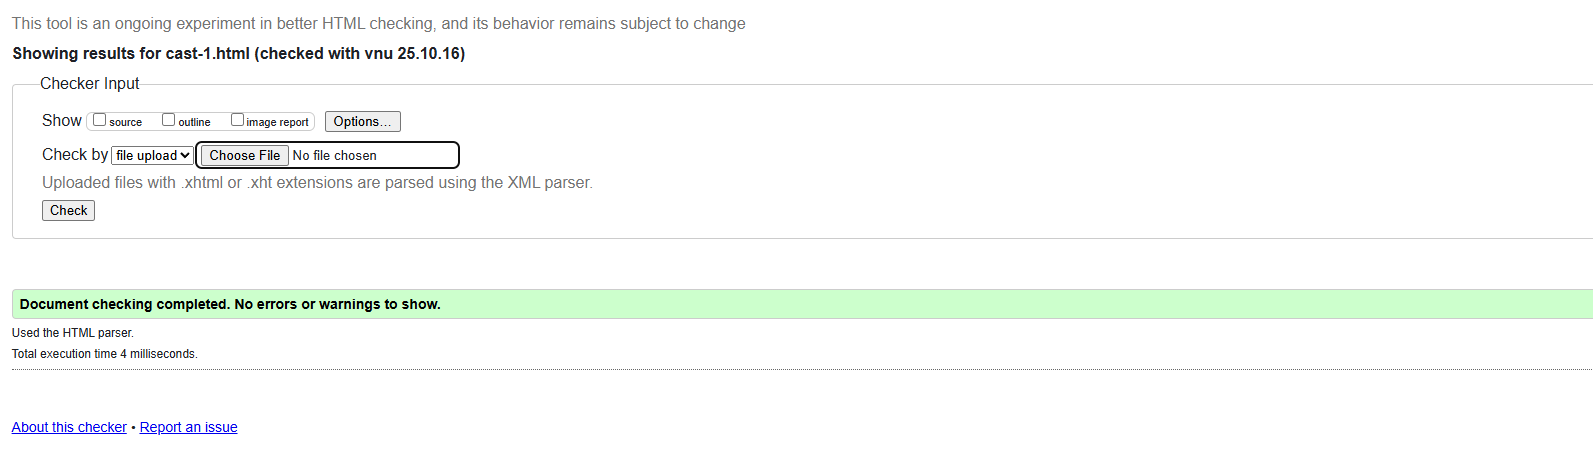 This tool is an ongoing experiment in better HTML checking, and its behavior remains subject to change
Showing results for cast-1.html (checked with vnu 25.10.16)
Checker Input
Show source outline image report Options...
Check by file upload Choose File No file chosen
Uploaded files with .xhtml or .xht extensions are parsed using the XML parser.
Check
Document checking completed. No errors or warnings to show.
Used the HTML parser.
Total execution time 4 milliseconds.
About this checker • Report an issue